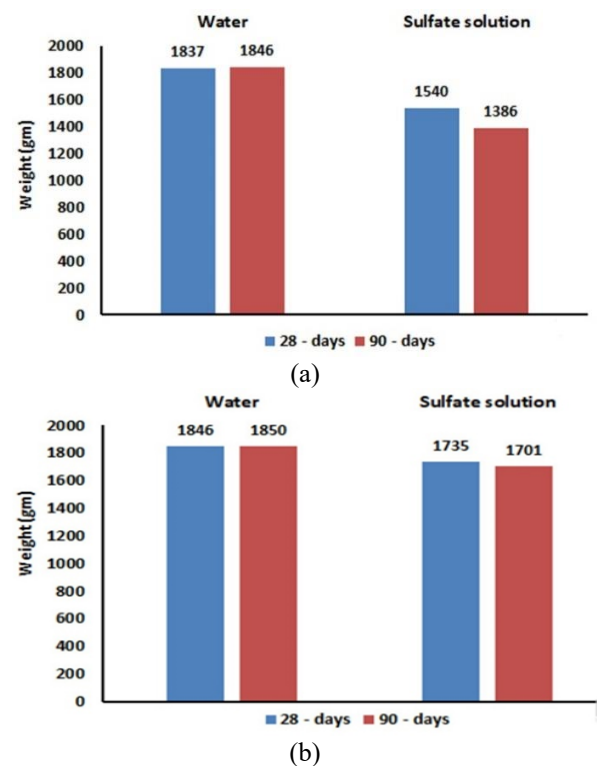 Water Sulfate solution
2000
1800
1600
1400
1200
1000
800
600
400
200
0
Weight(gm)
1837 1846 1540 1386
28 - days 90 - days
(a)
Water Sulfate solution
2000
1800
1600
1400
1200
1000
800
600
400
200
0
Weight(gm)
1846 1850 1735 1701
28 - days 90 - days
(b)